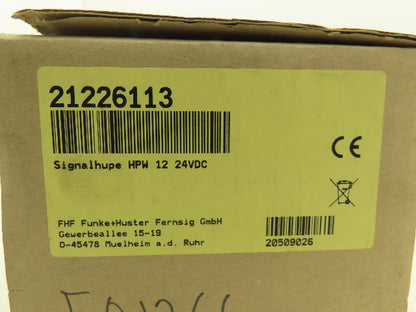 21226113
Signalhupe HPW 12 24VDC
CE
FHF Funke+Huster Fernsig GmbH
Gewerbeallee 15-19
D-45478 Muelheim a.d. Ruhr
20509026